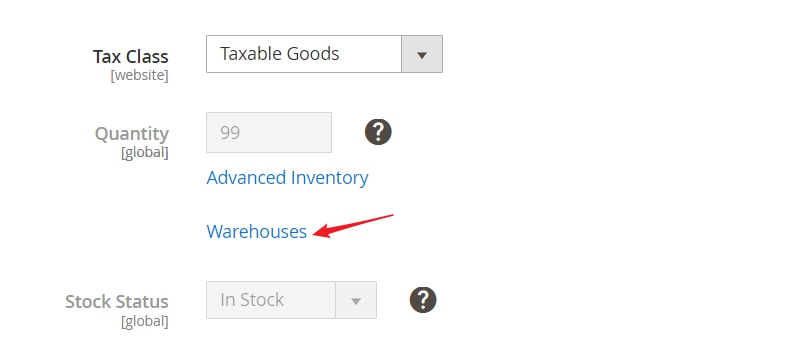 Tax Class
[website]
Taxable Goods
Quantity
[global]
99
?
Advanced Inventory
Warehouses
Stock Status
[global]
In Stock
?